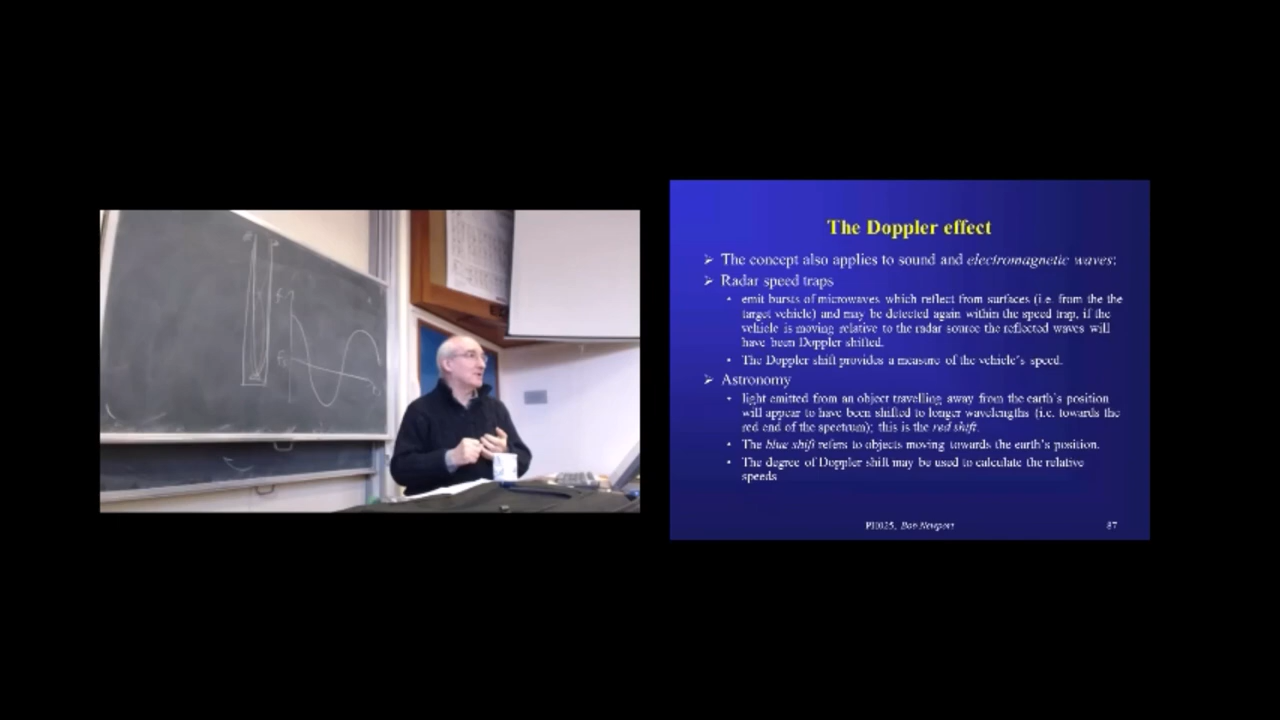 The Doppler effect
➢ The concept also applies to sound and electromagnetic waves:
➢ Radar speed traps
• emit bursts of microwaves which reflect from surfaces (i.e. from the the
target vehicle) and may be detected again within the speed trap, if the
vehicle is moving relative to the radar source the reflected waves will
have been Doppler shifted.
• The Doppler shift provides a measure of the vehicle's speed.
➢ Astronomy
• light emitted from an object travelling away from the earth's position
will appear to have been shifted to longer wavelengths (i.e. towards the
red end of the spectrum); this is the red shift.
• The blue shift refers to objects moving towards the earth's position.
• The degree of Doppler shift may be used to calculate the relative
speeds
PH025, Bob Newport 87